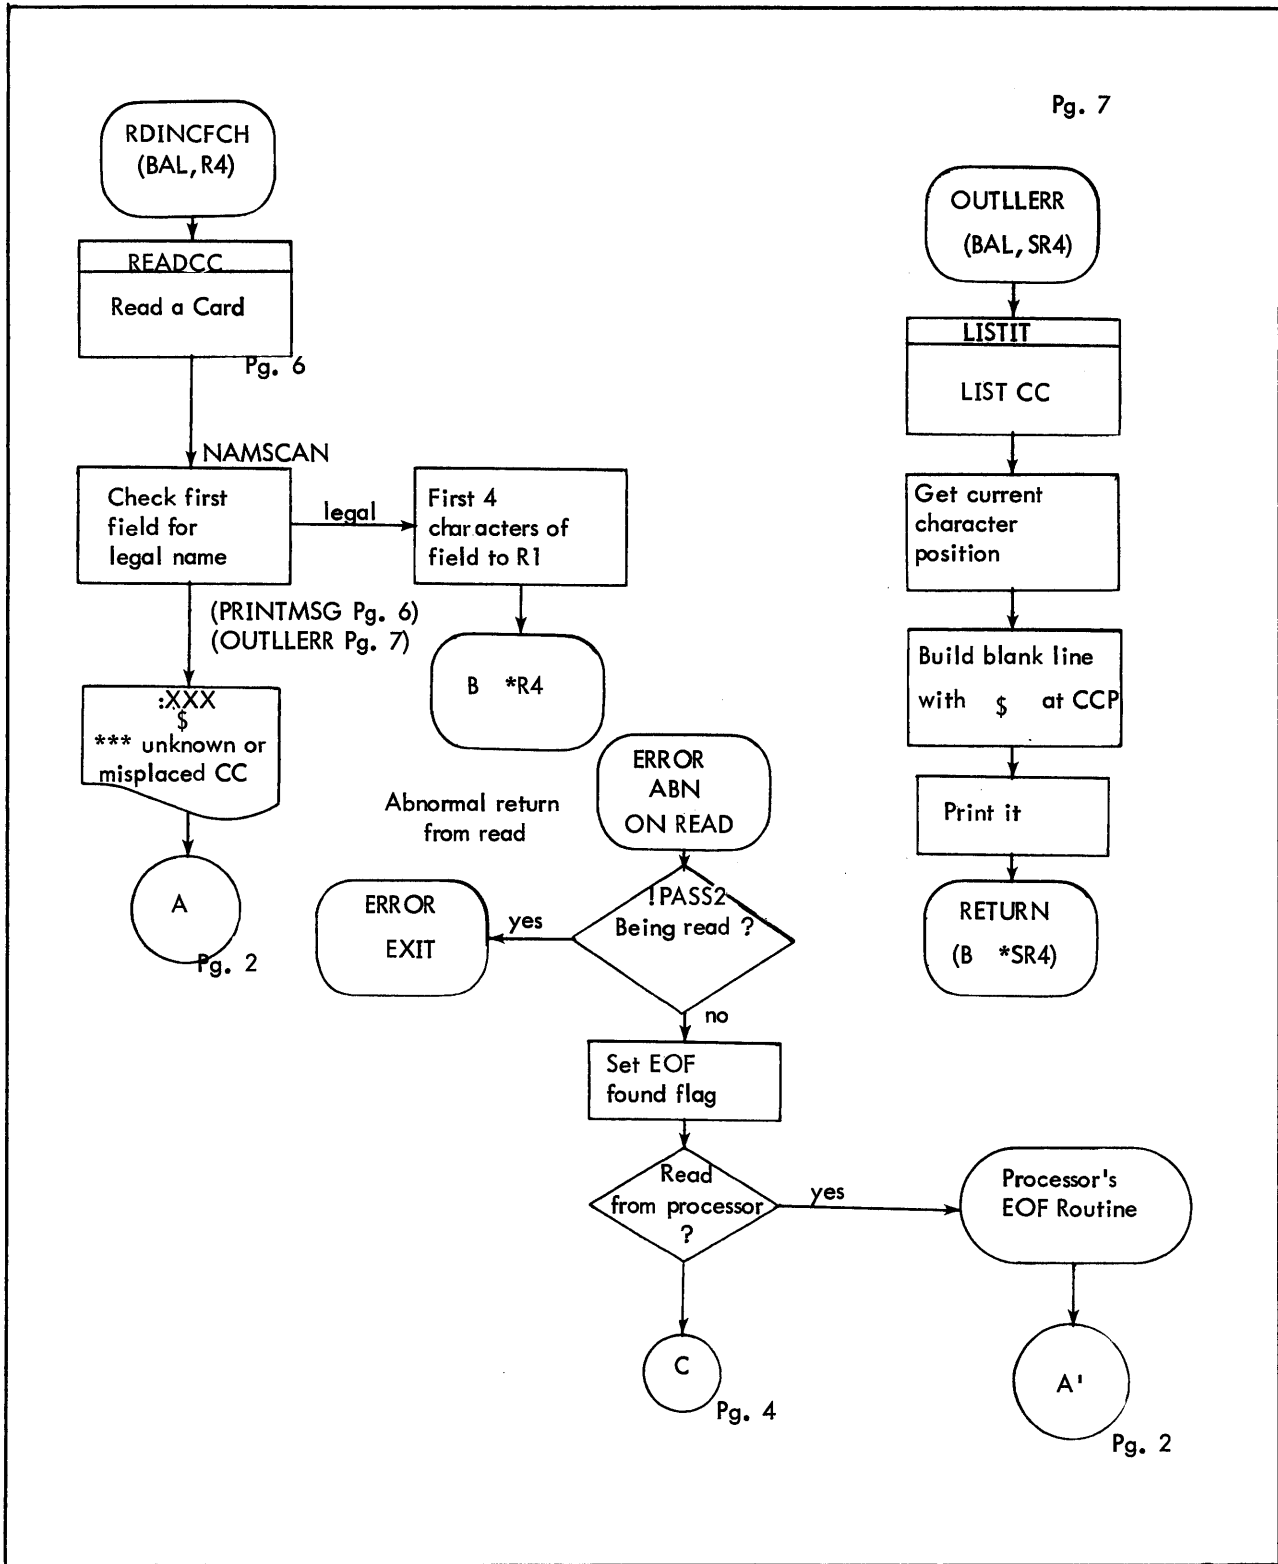 Pg. 7
RDINCFCH
(BAL, R4)
READCC
Read a Card
Pg. 6
NAMSCAN
Check first
field for
legal name
legal
First 4
characters of
field to R1
B *R4
(PRINTMSG Pg. 6)
(OUTLLERR Pg. 7)
:XXX
$
*** unknown or
misplaced CC
A
Pg. 2
Abnormal return
from read
ERROR
ABN
ON READ
!PASS2
Being read ?
yes
ERROR
EXIT
no
Set EOF
found flag
Read
from processor
?
yes
Processor's
EOF Routine
C
Pg. 4
A'
Pg. 2
OUTLLERR
(BAL, SR4)
LISTIT
LIST CC
Get current
character
position
Build blank line
with $ at CCP
Print it
RETURN
(B *SR4)